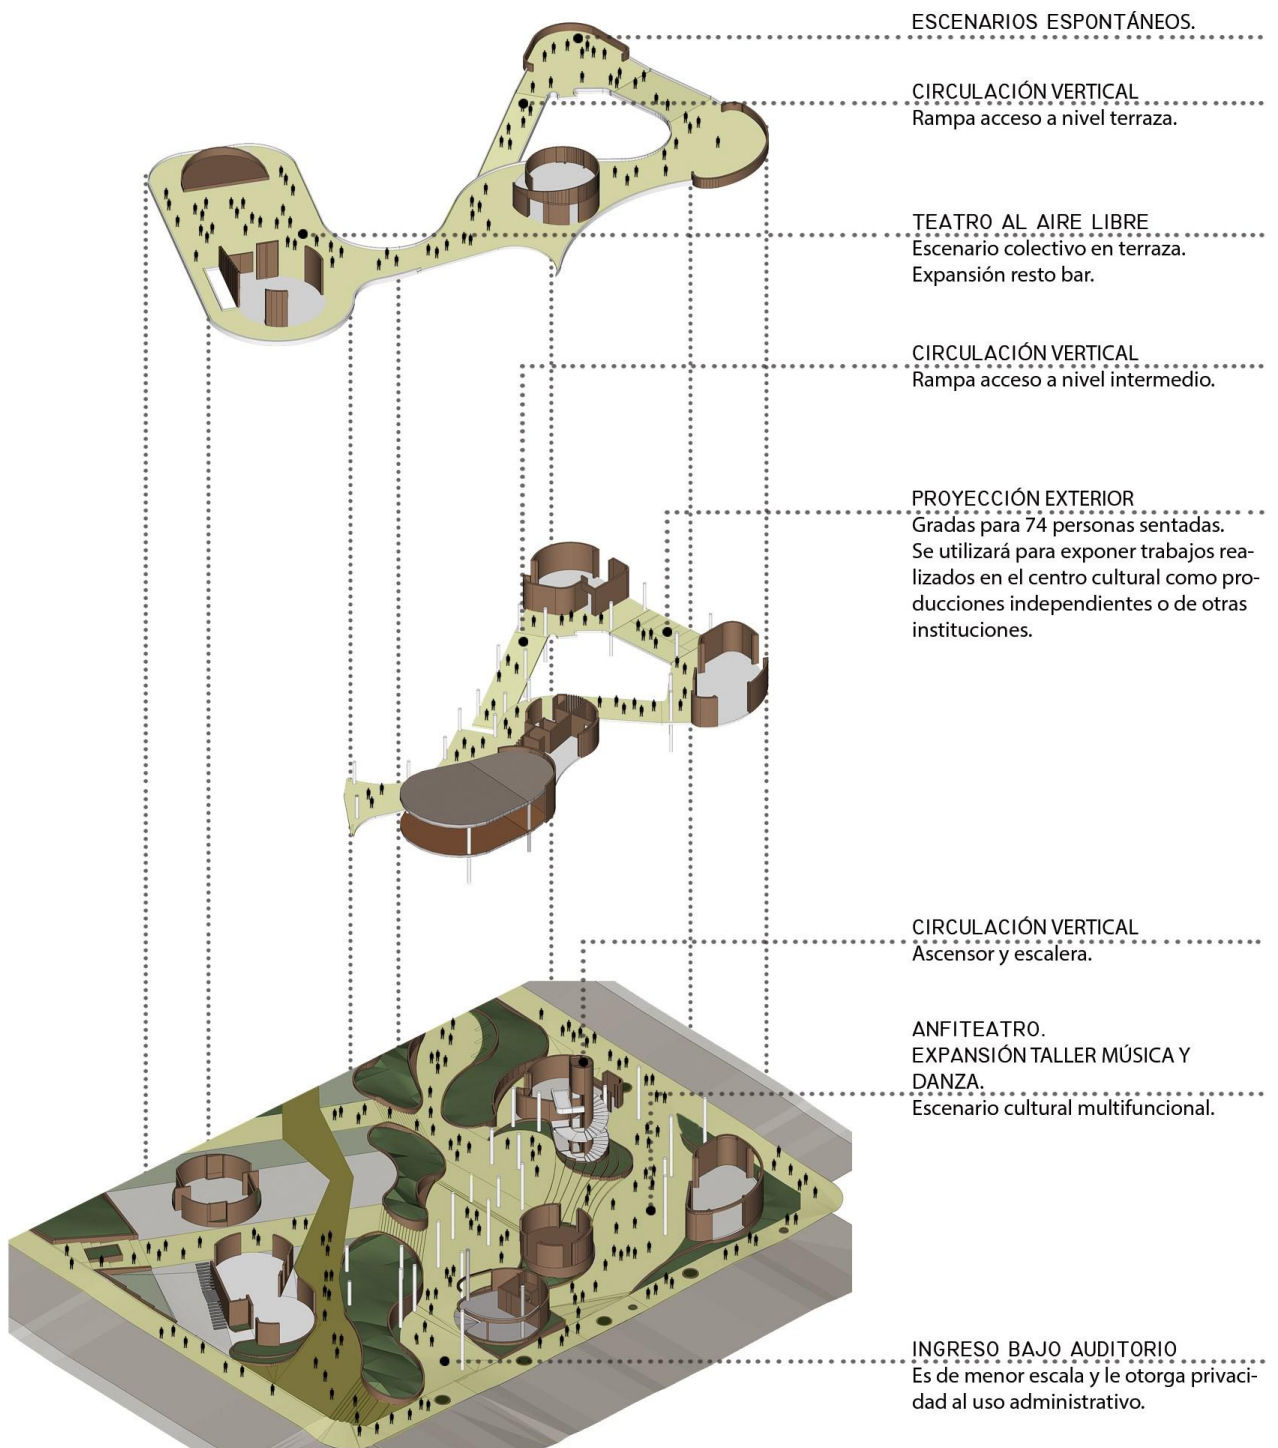 ESCENARIOS ESPONTÁNEOS.
CIRCULACIÓN VERTICAL
Rampa acceso a nivel terraza.
TEATRO AL AIRE LIBRE
Escenario colectivo en terraza.
Expansión resto bar.
CIRCULACIÓN VERTICAL
Rampa acceso a nivel intermedio.
PROYECCIÓN EXTERIOR
Gradas para 74 personas sentadas.
Se utilizará para exponer trabajos rea-
lizados en el centro cultural como pro-
ducciones independientes o de otras
instituciones.
CIRCULACIÓN VERTICAL
Ascensor y escalera.
ANFITEATRO.
EXPANSIÓN TALLER MÚSICA Y
DANZA.
Escenario cultural multifuncional.
INGRESO BAJO AUDITORIO
Es de menor escala y le otorga privaci-
dad al uso administrativo.